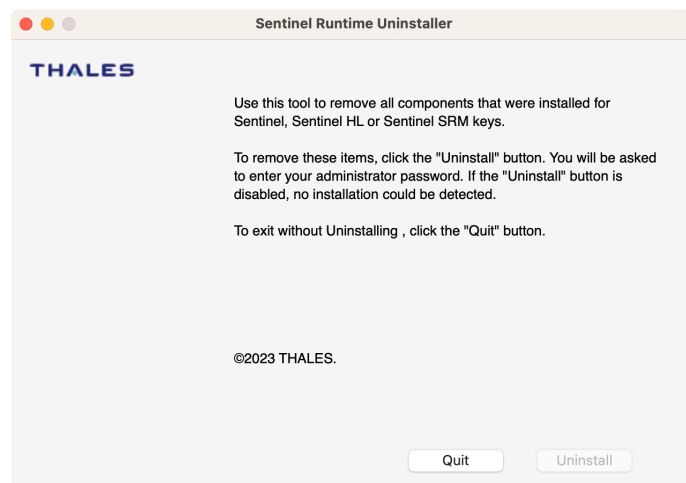 Sentinel Runtime Uninstaller
THALES
Use this tool to remove all components that were installed for
Sentinel, Sentinel HL or Sentinel SRM keys.
To remove these items, click the "Uninstall" button. You will be asked
to enter your administrator password. If the "Uninstall" button is
disabled, no installation could be detected.
To exit without Uninstalling , click the "Quit" button.
©2023 THALES.
Quit
Uninstall